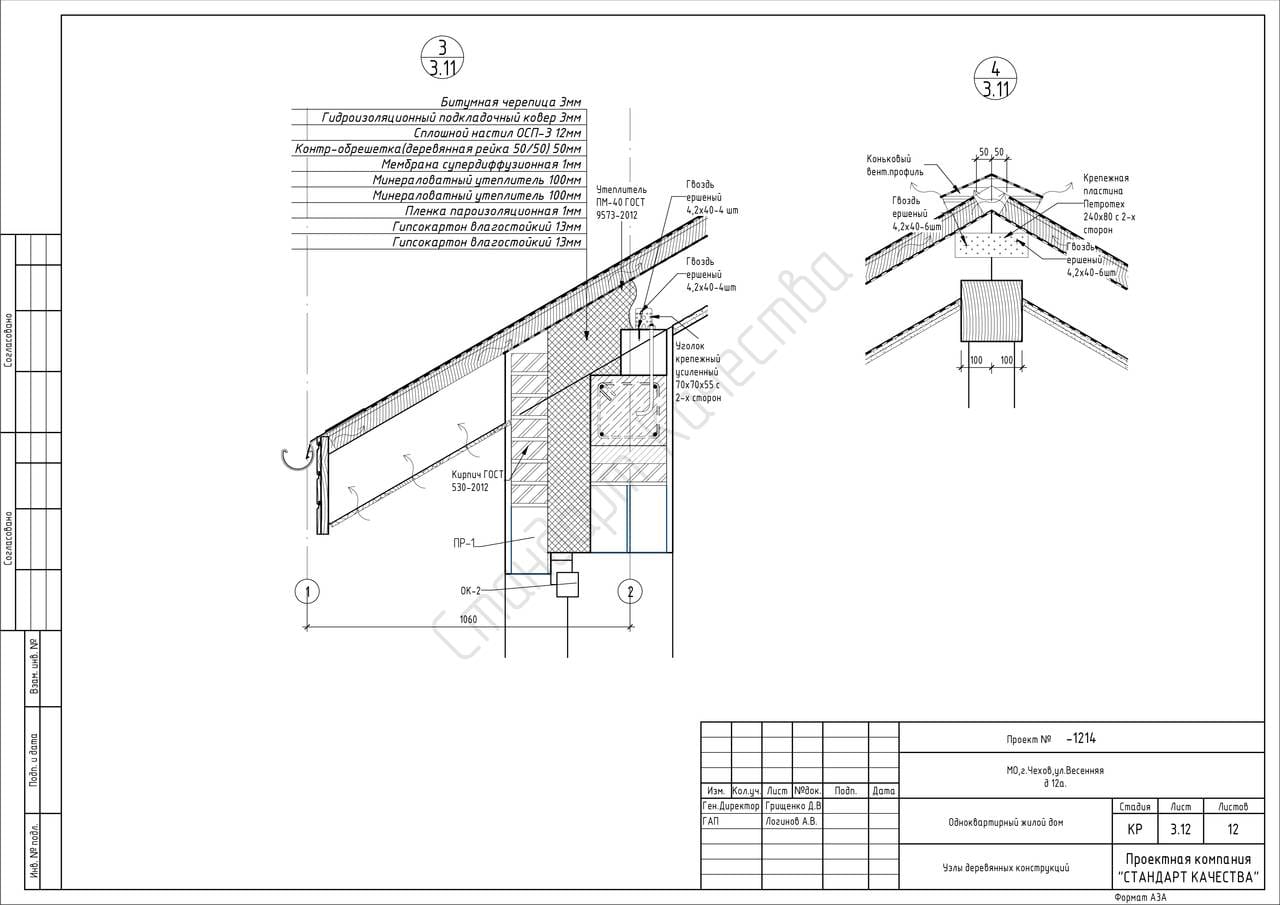 3
3.11
Битумная черепица 3мм
Гидроизоляционный подкладочный ковер 3мм
Сплошной настил ОСП-3 12мм
Контр-обрешетка(деревянная рейка 50/50) 50мм
Мембрана супердиффузионная 1мм
Минераловатный утеплитель 100мм
Минераловатный утеплитель 100мм
Пленка пароизоляционная 1мм
Гипсокартон влагостойкий 13мм
Гипсокартон влагостойкий 13мм
Утеплитель
ПМ-40 ГОСТ
9573-2012
Гвоздь
ершеный
4,2х40-4 шт
Гвоздь
ершеный
4,2х40-4шт
Уголок
крепежный
усиленный
70х70х55 с
2-х сторон
Кирпич ГОСТ
530-2012
ПР-1
ОК-2
1
2
1060
4
3.11
50
50
Коньковый
вент.профиль
Гвоздь
ершеный
4,2х40-6шт
Крепежная
пластина
Петротех
240х80 с 2-х
сторон
Гвоздь
ершеный
4,2х40-6шт
100
100
Стандарт Качества
Согласовано
Согласовано
Взам. инв. №
Подп. и дата
Инв. № подл.
Проект № -1214
МО,г.Чехов,ул.Весенняя
д 12а.
Изм. Кол.уч. Лист №док. Подп. Дата
Ген.Директор Грищенко Д.В
ГАП Логинов А.В.
Одноквартирный жилой дом
Стадия Лист Листов
КР 3.12 12
Узлы деревянных конструкций
Проектная компания
"СТАНДАРТ КАЧЕСТВА"
Формат А3А